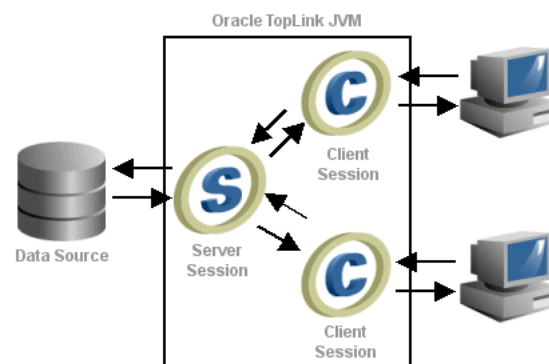 Oracle TopLink JVM
C
Client
Session
S
Data Source
Server
Session
C
Client
Session